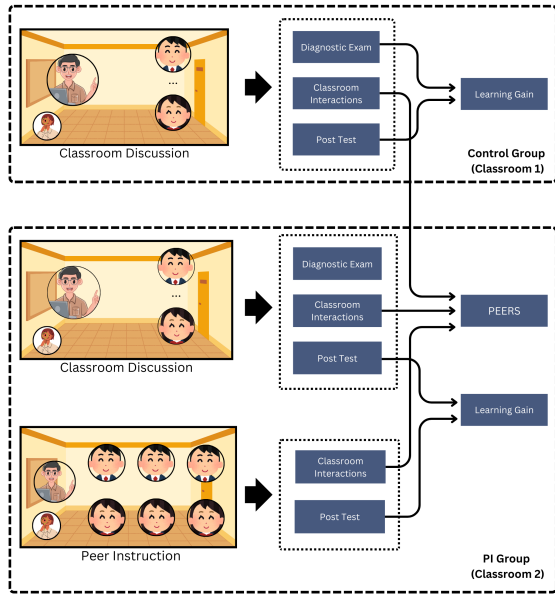 Diagnostic Exam
Classroom
Interactions
Post Test
Learning Gain
...
Classroom Discussion
Control Group
(Classroom 1)
Diagnostic Exam
Classroom
Interactions
Post Test
PEERS
Learning Gain
...
Classroom Discussion
Classroom
Interactions
Post Test
Peer Instruction
PI Group
(Classroom 2)